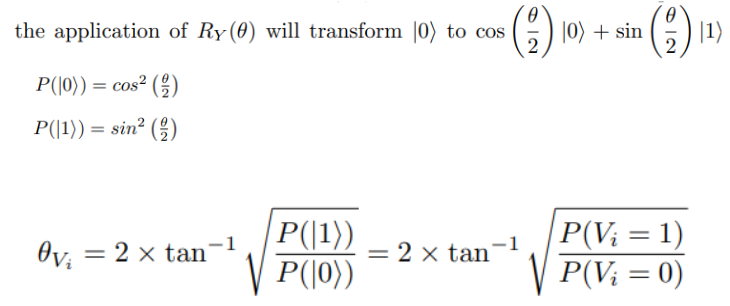 the application of R_Y(θ) will transform |0⟩ to cos (θ/2) |0⟩ + sin (θ/2) |1⟩
P(|0⟩) = cos² (θ/2)
P(|1⟩) = sin² (θ/2)
θ_{V_i} = 2 × tan⁻¹ √(P(|1⟩)/P(|0⟩)) = 2 × tan⁻¹ √(P(V_i = 1)/P(V_i = 0))